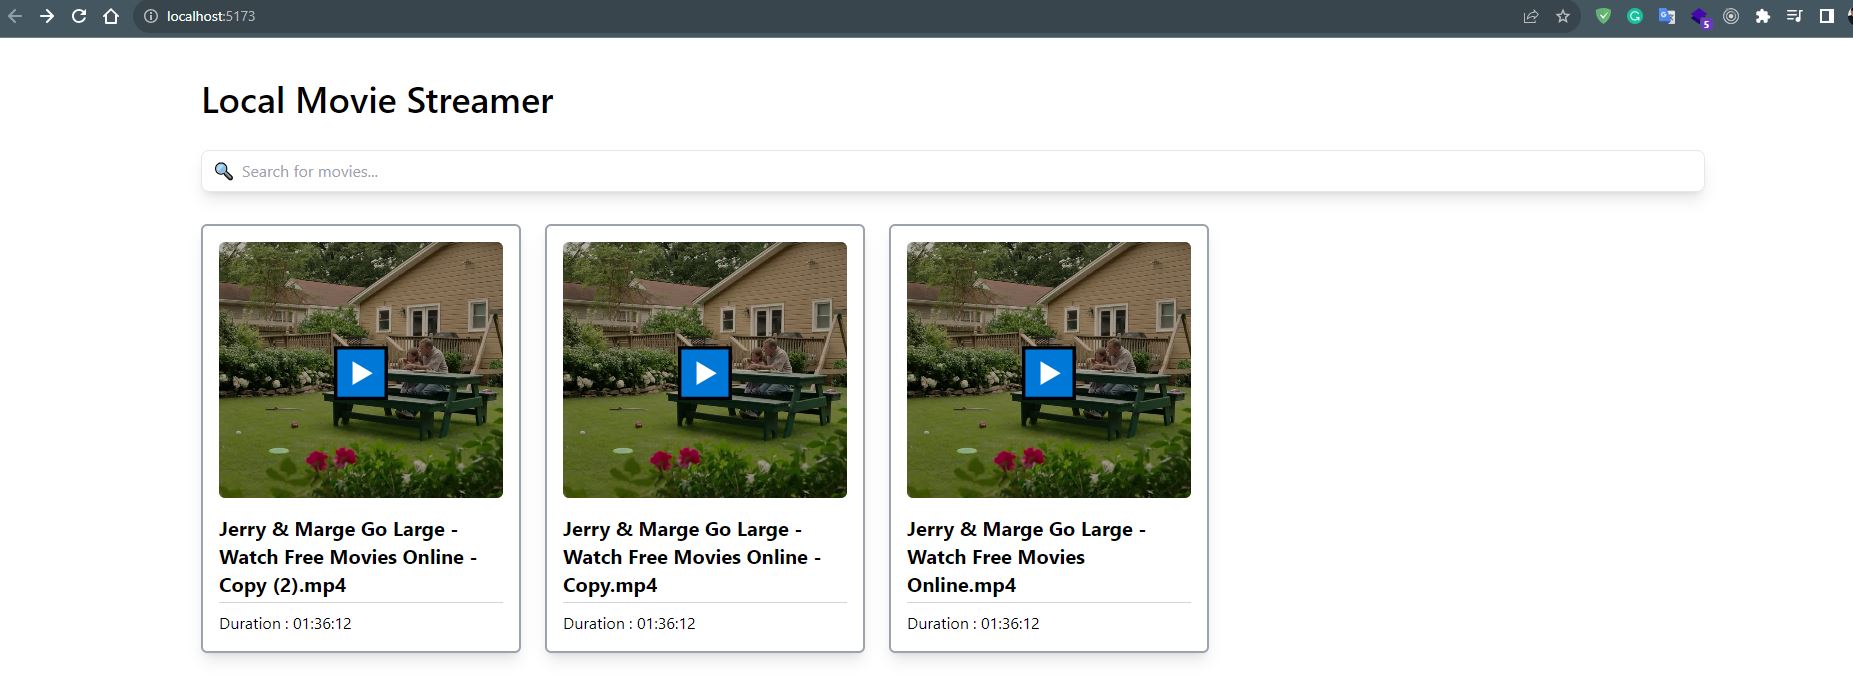 localhost:5173
5
Local Movie Streamer
Search for movies...
Jerry & Marge Go Large -
Watch Free Movies Online -
Copy (2).mp4
Duration : 01:36:12
Jerry & Marge Go Large -
Watch Free Movies Online -
Copy.mp4
Duration : 01:36:12
Jerry & Marge Go Large -
Watch Free Movies
Online.mp4
Duration : 01:36:12